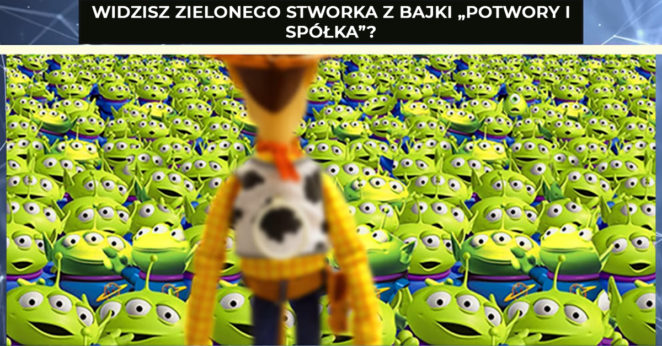 WIDZISZ ZIELONEGO STWORKA Z BAJKI „POTWORY I
SPÓŁKA”?